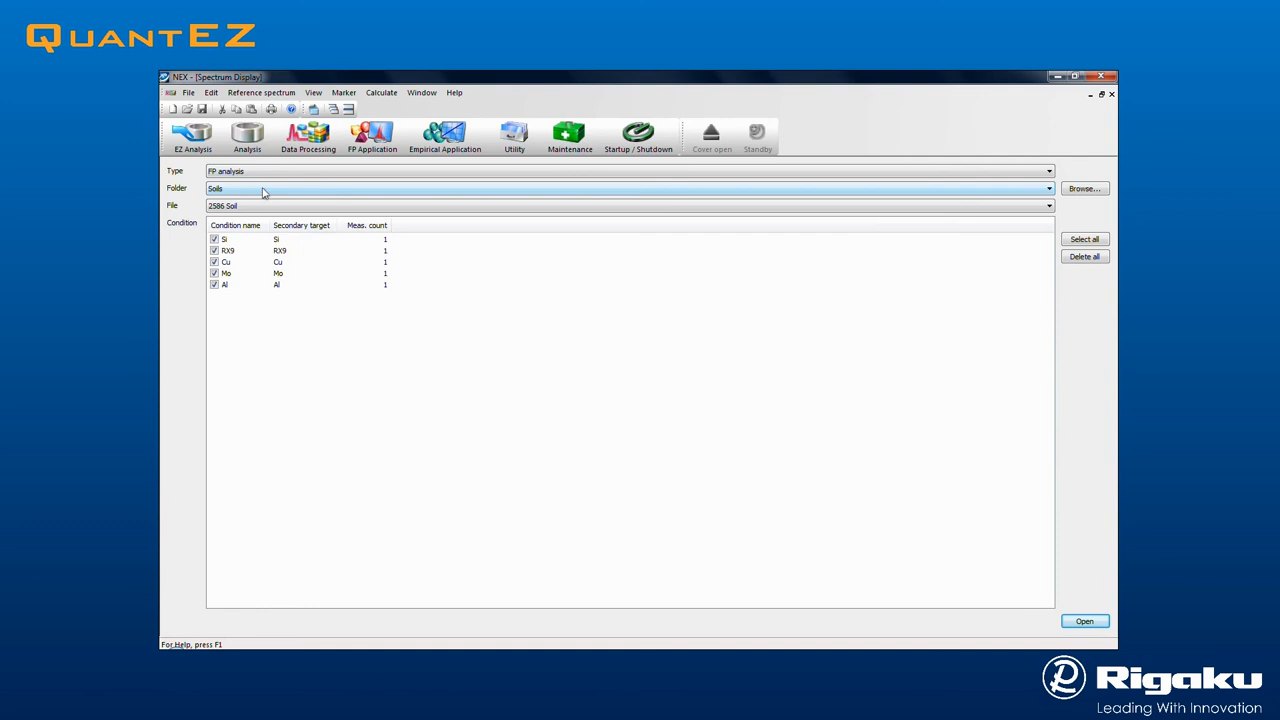 QUANTEZ
NEX - [Spectrum Display]
File Edit Reference spectrum View Marker Calculate Window Help
EZ Analysis Analysis Data Processing FP Application Empirical Application Utility Maintenance Startup / Shutdown Cover open Standby
Type FP analysis
Folder Soils Browse...
File 2586 Soil
Condition Condition name Secondary target Meas. count
Si Si 1 Select all
RX9 RX9 1
Cu Cu 1 Delete all
Mo Mo 1
Al Al 1
Open
For Help, press F1
Rigaku
Leading With Innovation